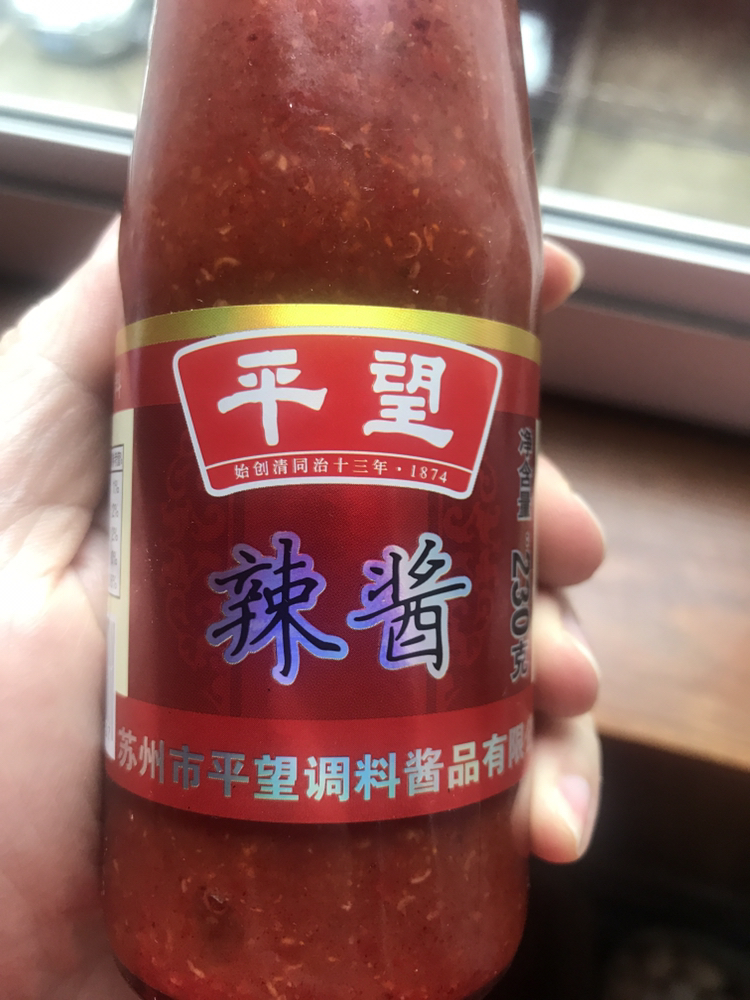 平望
始创清同治十三年·1874
辣酱
净含量:230克
苏州市平望调料酱品有限